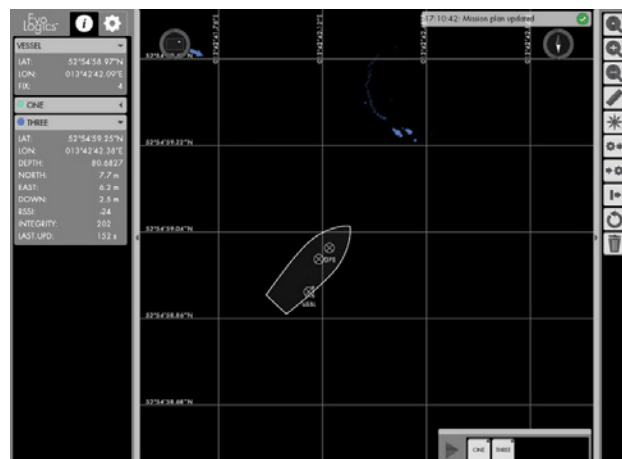 Evo
Logics
i
17:10:42: Mission plan updated
VESSEL
LAT: 52°54'58.97"N
LON: 013°42'42.09"E
FIX: 4
ONE
THREE
LAT: 52°54'59.25"N
LON: 013°42'42.38"E
DEPTH: 80.6827
NORTH: 7.7 m
EAST: 6.2 m
DOWN: 2.5 m
RSSI: -24
INTEGRITY: 202
LAST.UPD: 152 s
52°54'59.22"N
52°54'59.04"N
GPS
USBL
52°54'58.86"N
52°54'58.68"N
ONE THREE